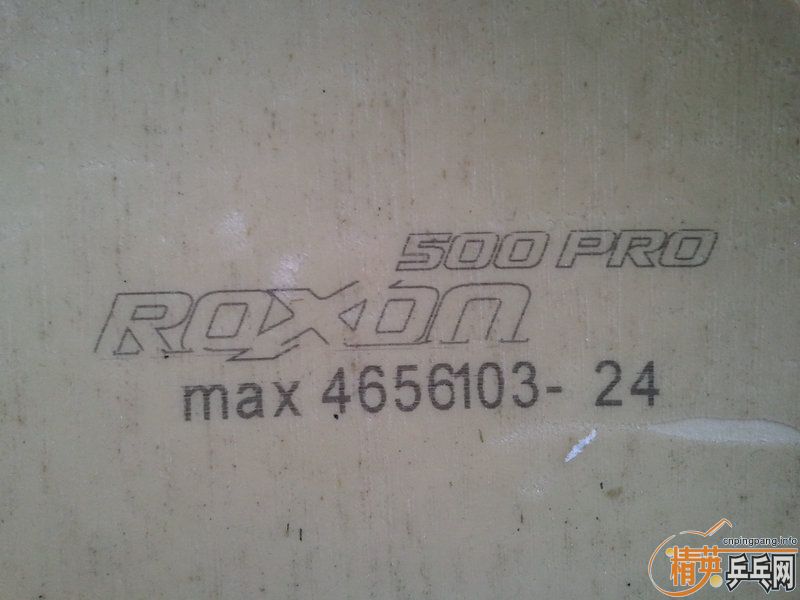 500 PRO
ROXON
max 4656103- 24
cnpingpang.info
精英乒乓网